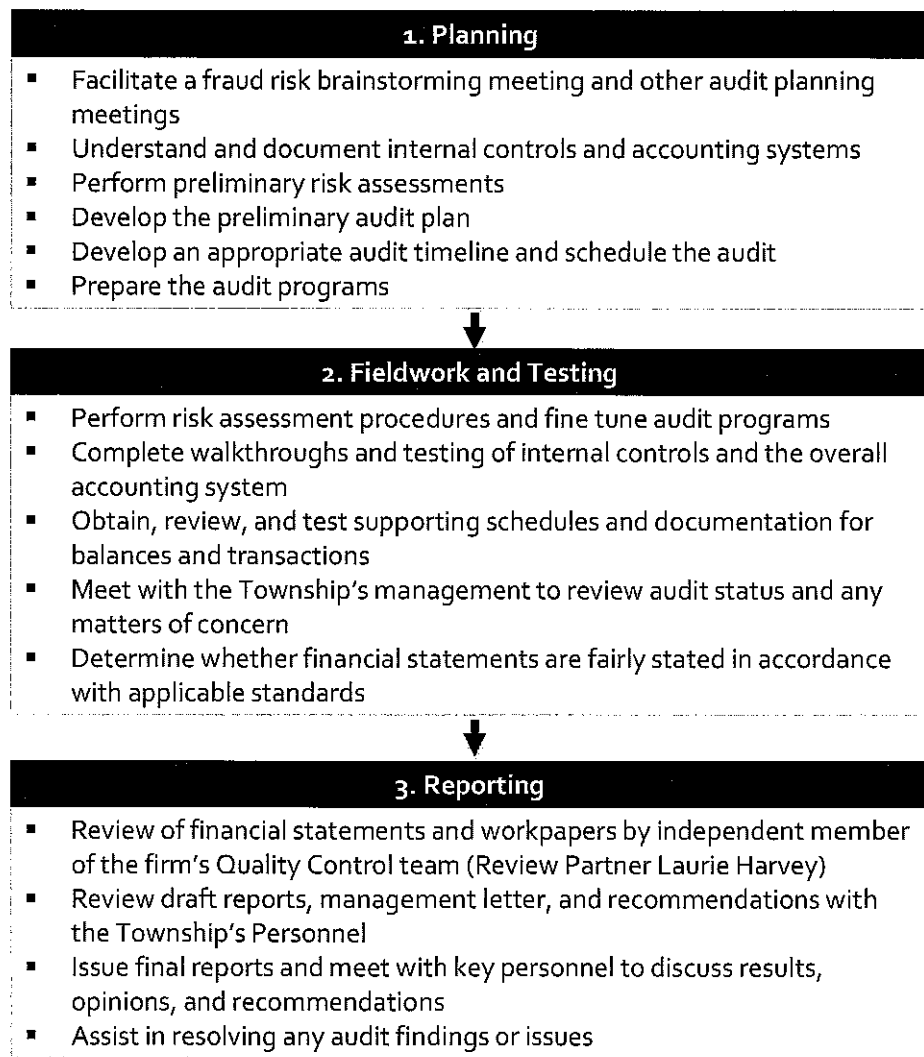 1. Planning
▪ Facilitate a fraud risk brainstorming meeting and other audit planning
meetings
▪ Understand and document internal controls and accounting systems
▪ Perform preliminary risk assessments
▪ Develop the preliminary audit plan
▪ Develop an appropriate audit timeline and schedule the audit
▪ Prepare the audit programs
2. Fieldwork and Testing
▪ Perform risk assessment procedures and fine tune audit programs
▪ Complete walkthroughs and testing of internal controls and the overall
accounting system
▪ Obtain, review, and test supporting schedules and documentation for
balances and transactions
▪ Meet with the Township's management to review audit status and any
matters of concern
▪ Determine whether financial statements are fairly stated in accordance
with applicable standards
3. Reporting
▪ Review of financial statements and workpapers by independent member
of the firm's Quality Control team (Review Partner Laurie Harvey)
▪ Review draft reports, management letter, and recommendations with
the Township's Personnel
▪ Issue final reports and meet with key personnel to discuss results,
opinions, and recommendations
▪ Assist in resolving any audit findings or issues